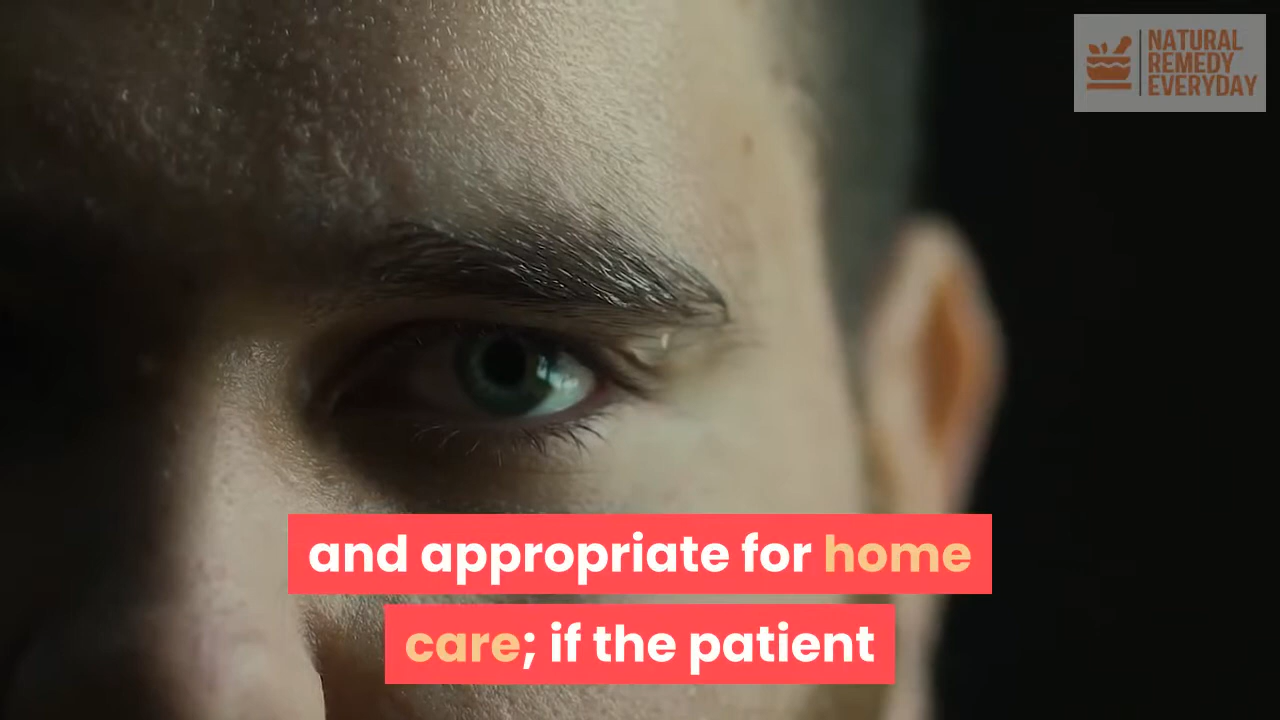 NATURAL
REMEDY
EVERYDAY
and appropriate for home
care; if the patient